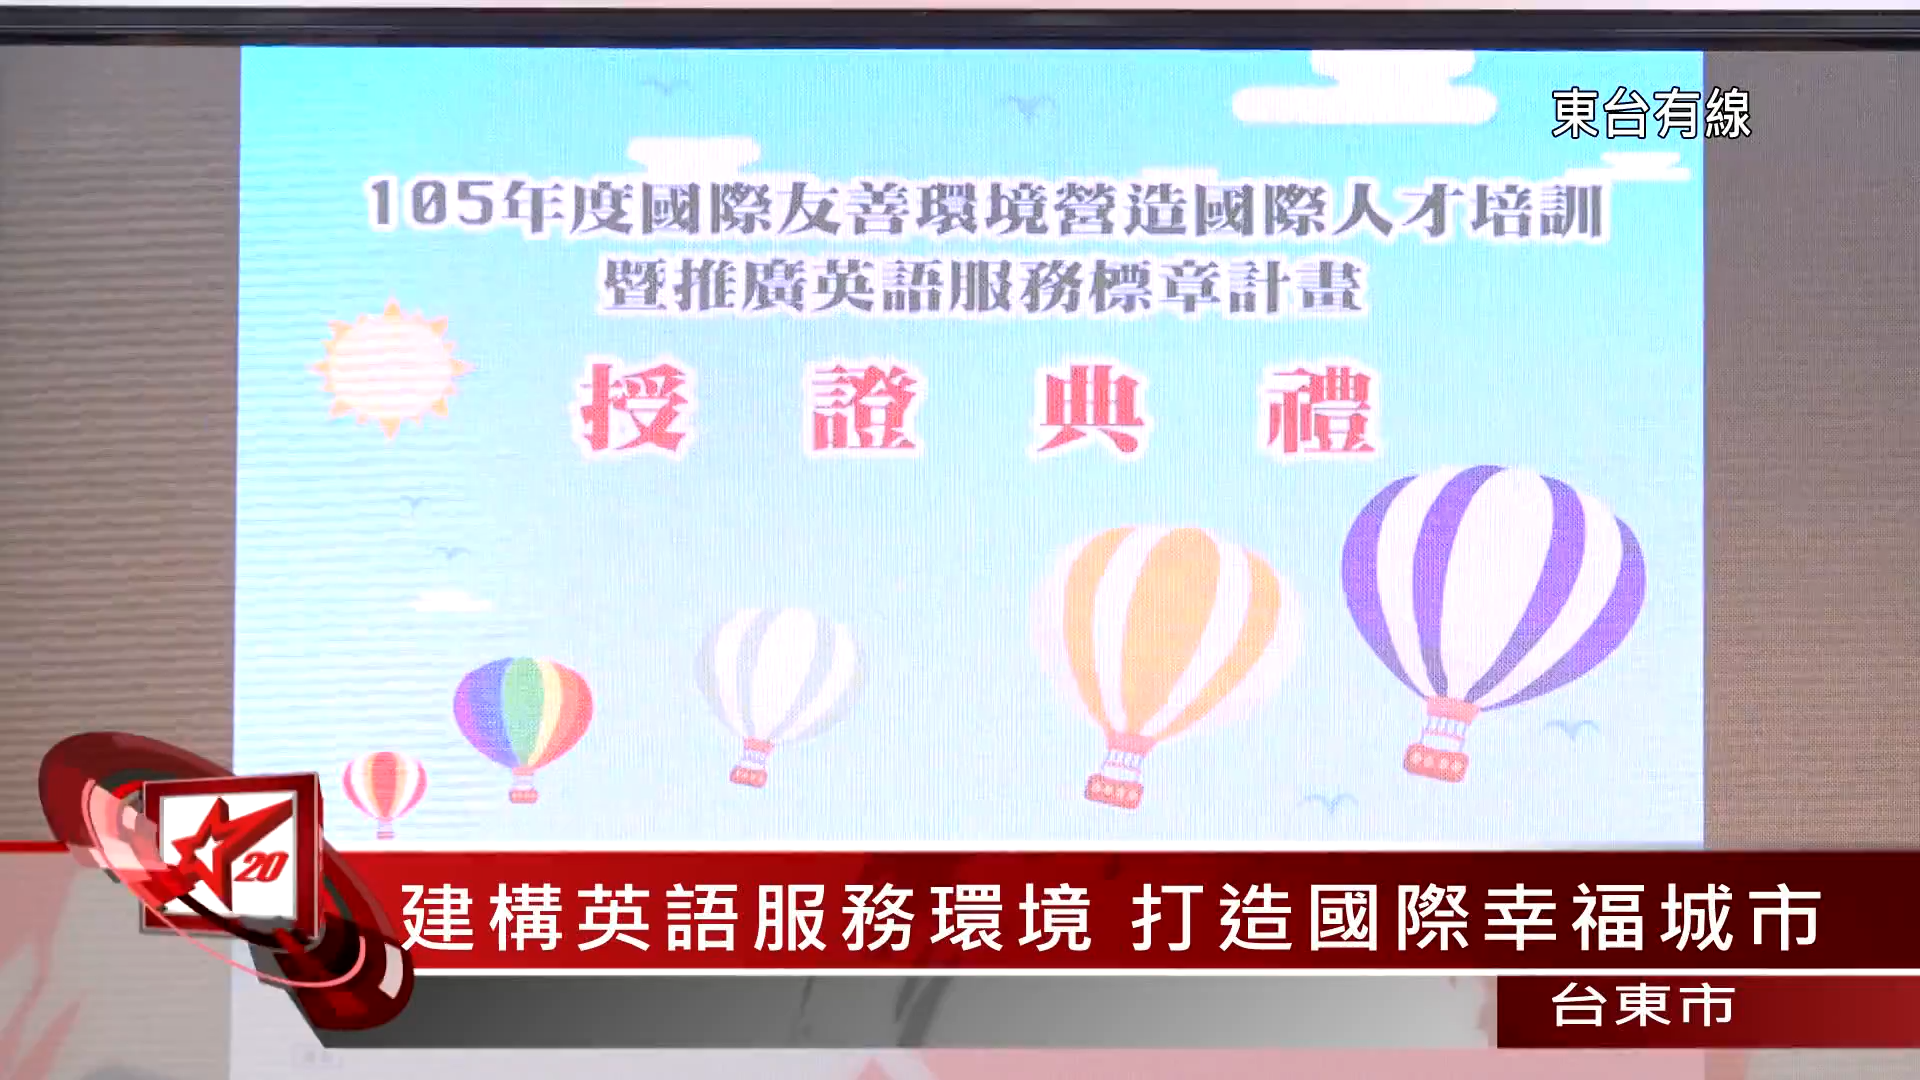 東台有線
105年度國際友善環境營造國際人才培訓
暨推廣英語服務標章計畫
授證典禮
20
建構英語服務環境 打造國際幸福城市
台東市